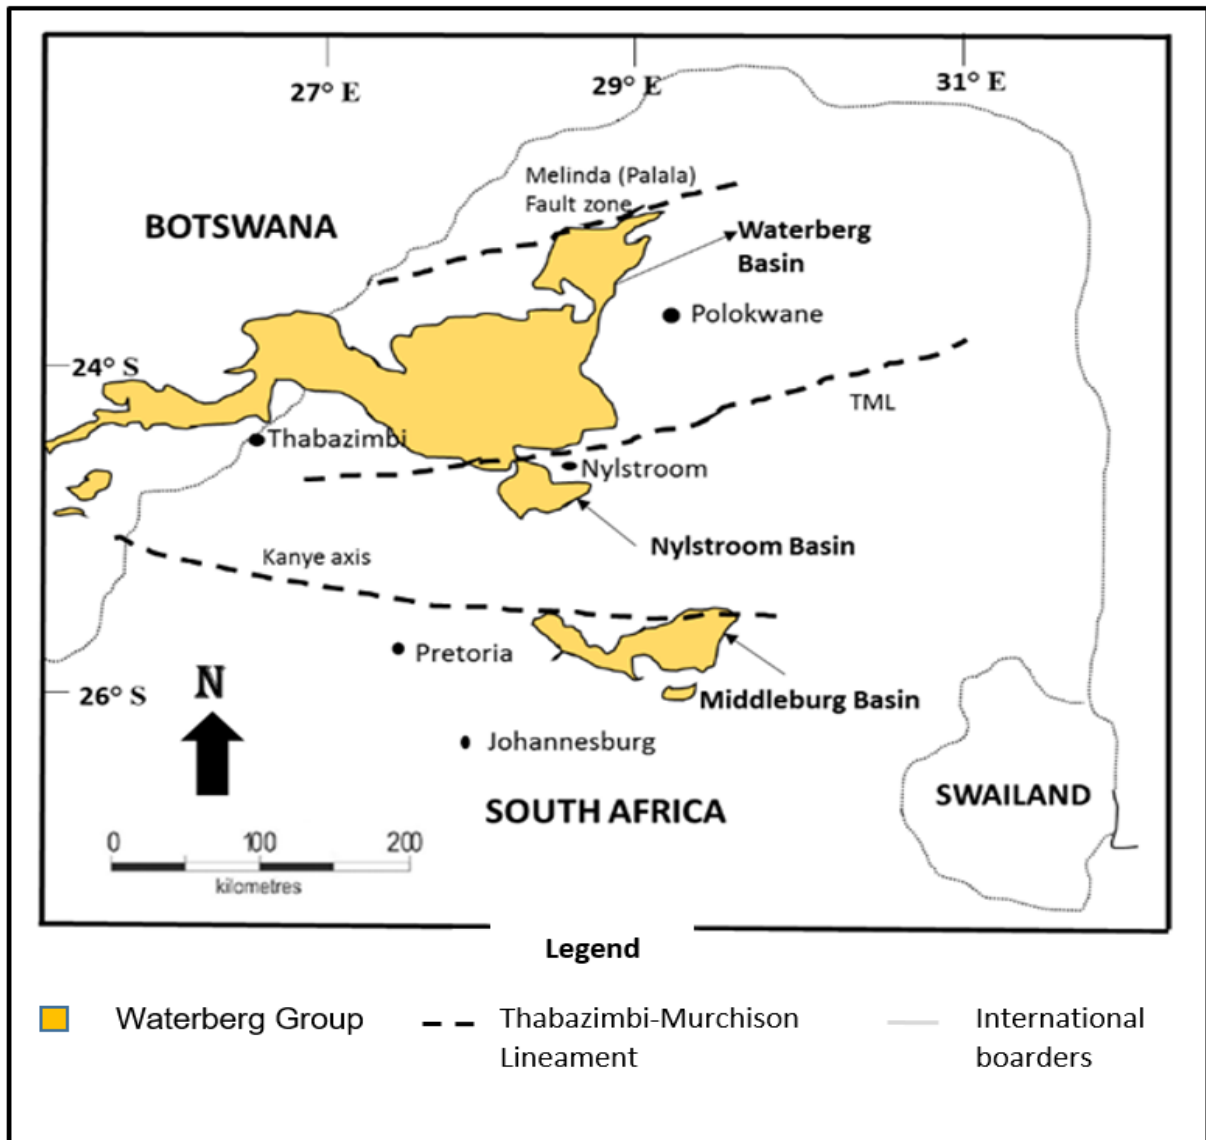 27° E
29° E
31° E
Melinda (Palala)
Fault zone
BOTSWANA
Waterberg
Basin
Polokwane
24° S
TML
Thabazimbi
Nylstroom
Nylstroom Basin
Kanye axis
Pretoria
N
26° S
Middleburg Basin
Johannesburg
SWAILAND
SOUTH AFRICA
0 100 200
kilometres
Legend
Waterberg Group
Thabazimbi-Murchison
Lineament
International
boarders